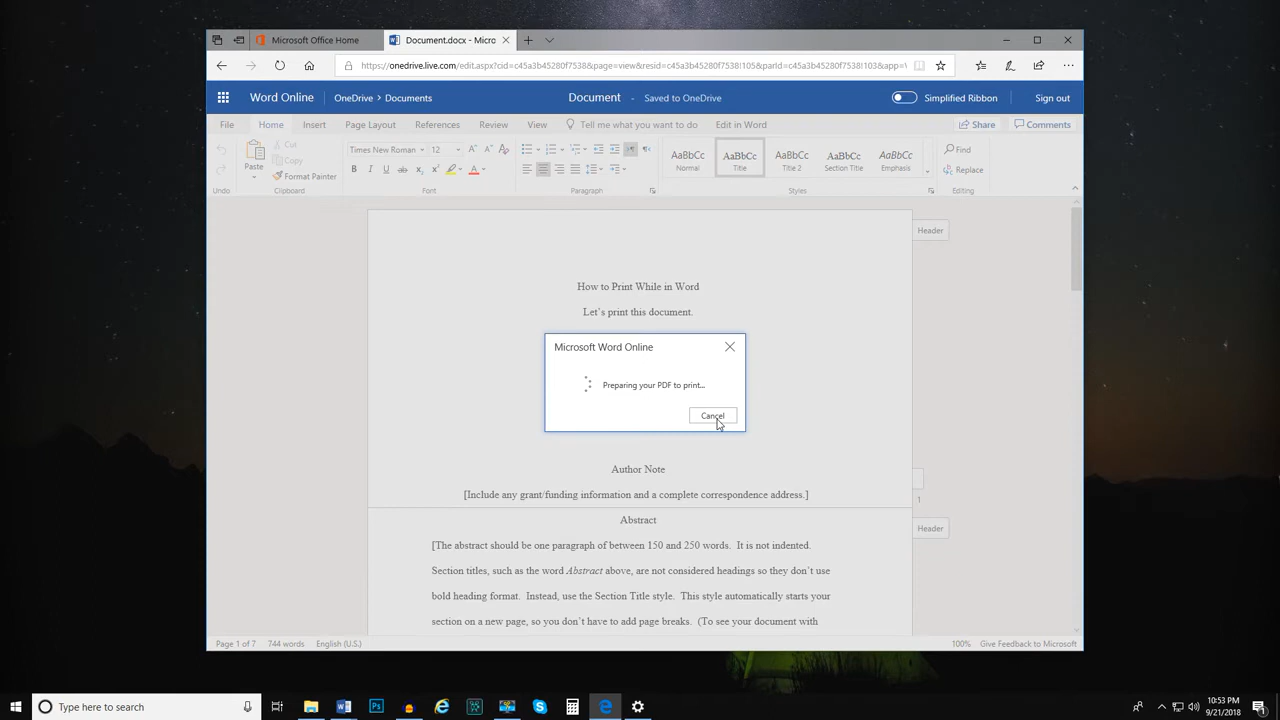 Microsoft Office Home
Document.docx - Micro
https://onedrive.live.com/edit.aspx?cid=c45a3b45280f7538&page=view&resid=c45a3b45280f7538!105&parId=c45a3b45280f7538!103&app=
Word Online
OneDrive > Documents
Document - Saved to OneDrive
Simplified Ribbon
Sign out
File Home Insert Page Layout References Review View Tell me what you want to do Edit in Word
Share Comments
Paste
Cut
Copy
Format Painter
Times New Roman 12
AaBbCc AaBbCc AaBbCc AaBbCc AaBbCc
Normal Title Title 2 Section Title Emphasis
Find
Replace
Undo Clipboard Font Paragraph Styles Editing
Header
How to Print While in Word
Let's print this document.
Microsoft Word Online
Preparing your PDF to print...
Cancel
Author Note
[Include any grant/funding information and a complete correspondence address.]
1
Abstract
Header
[The abstract should be one paragraph of between 150 and 250 words. It is not indented.
Section titles, such as the word Abstract above, are not considered headings so they don't use
bold heading format. Instead, use the Section Title style. This style automatically starts your
section on a new page, so you don't have to add page breaks. (To see your document with
Page 1 of 7 744 words English (U.S.)
100% Give Feedback to Microsoft
Type here to search
10:53 PM
9/21/2018